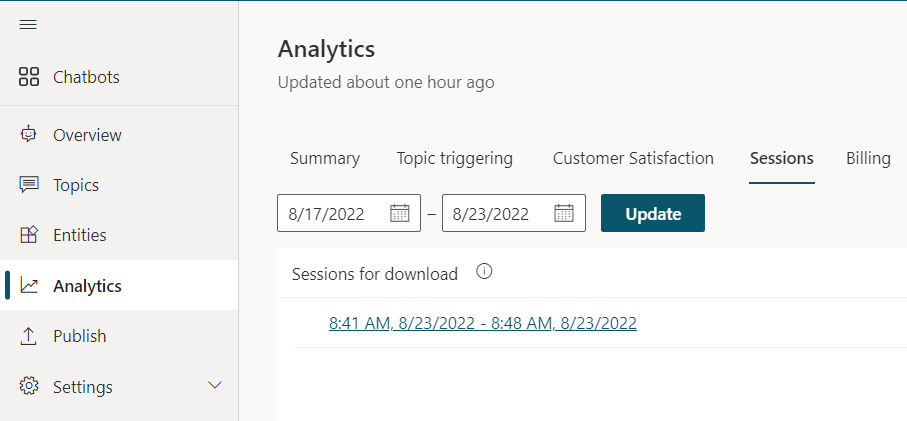 Chatbots
Overview
Topics
Entities
Analytics
Publish
Settings
Analytics
Updated about one hour ago
Summary Topic triggering Customer Satisfaction Sessions Billing
8/17/2022 – 8/23/2022 Update
Sessions for download
8:41 AM, 8/23/2022 - 8:48 AM, 8/23/2022